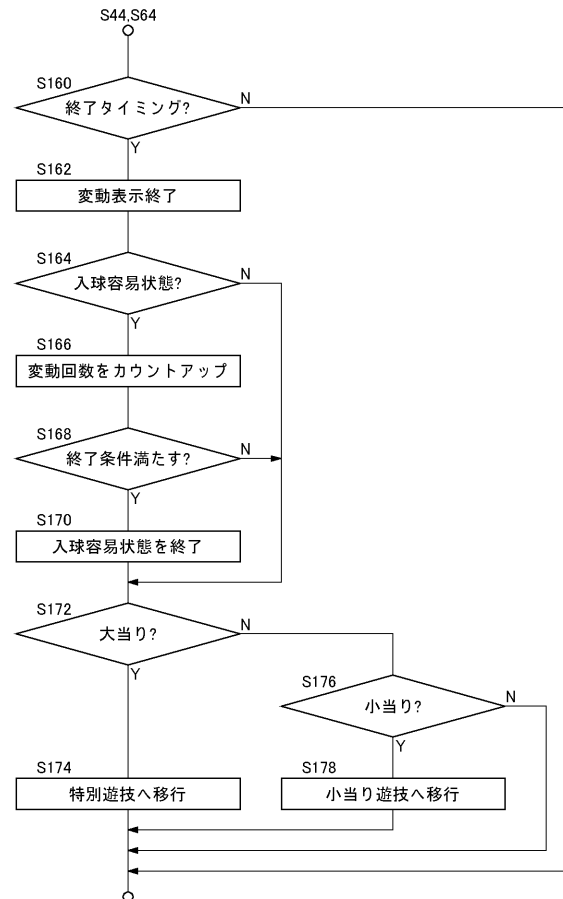 S44,S64
S160
終了タイミング?
N
Y
S162
変動表示終了
S164
入球容易状態?
N
Y
S166
変動回数をカウントアップ
S168
終了条件満たす?
N
Y
S170
入球容易状態を終了
S172
大当り?
N
Y
S176
小当り?
N
Y
S174
特別遊技へ移行
S178
小当り遊技へ移行